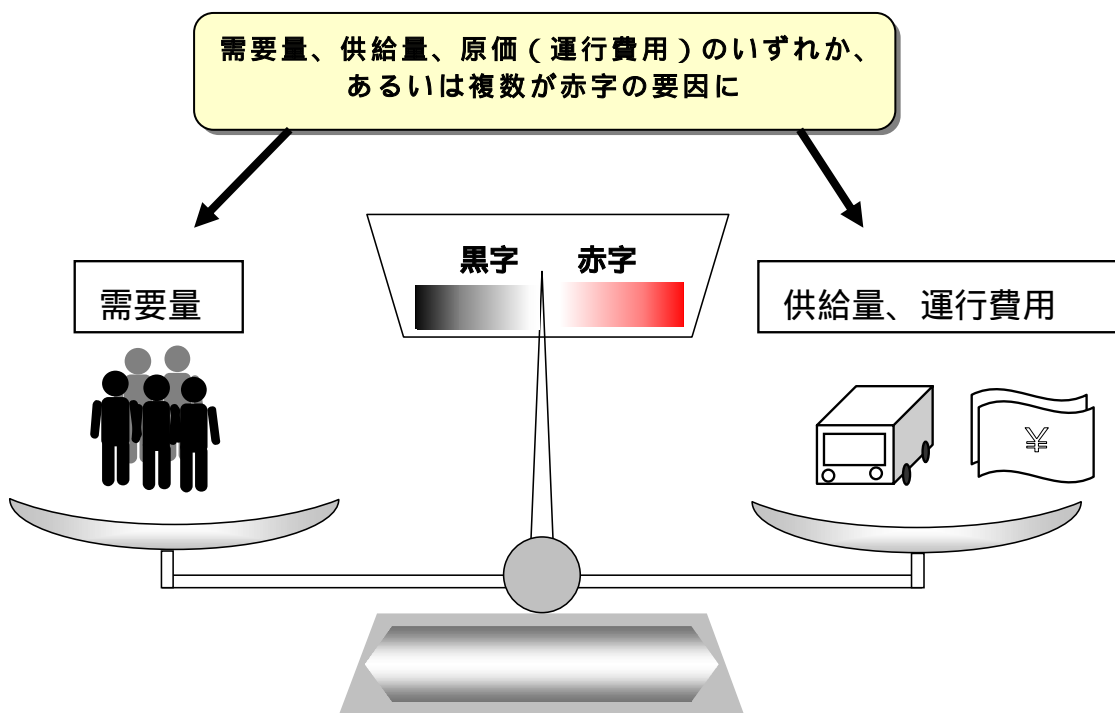 需要量、供給量、原価（運行費用）のいずれか、
あるいは複数が赤字の要因に
黒字
赤字
需要量
供給量、運行費用
¥